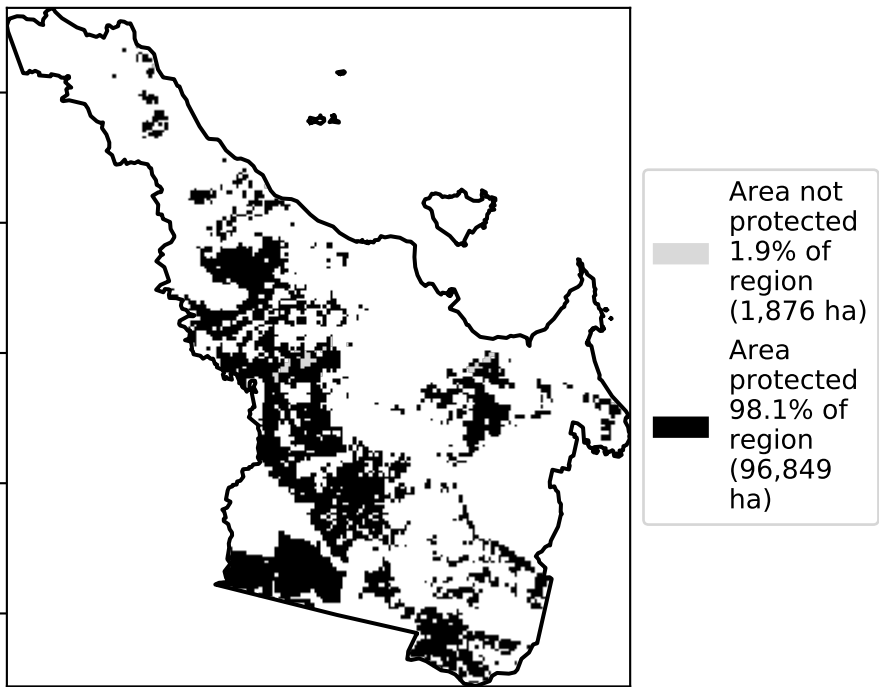 Area not
protected
1.9% of
region
(1,876 ha)
Area
protected
98.1% of
region
(96,849
ha)